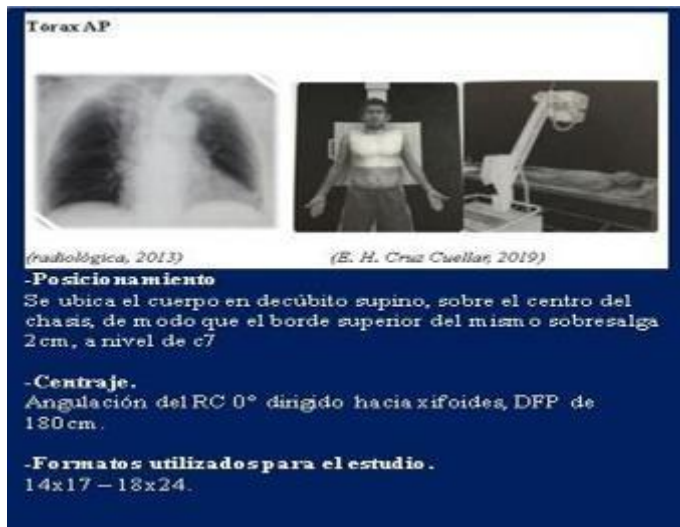 Tórax AP
(radiológica, 2013) (E. H. Cruz Cuellar, 2019)
-Posicionamiento
Se ubica el cuerpo en decúbito supino, sobre el centro del
chasis, de modo que el borde superior del mismo sobresalga
2cm, a nivel de c7
-Centraje.
Angulación del RC 0° dirigido hacia xifoides, DFP de
180cm.
-Formatos utilizados para el estudio.
14x17 – 18x24.